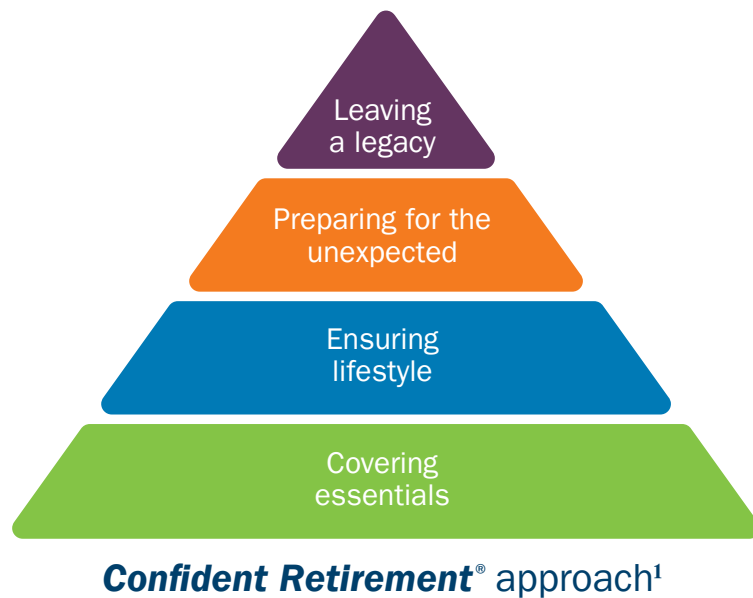 Leaving
a legacy
Preparing for the
unexpected
Ensuring
lifestyle
Covering
essentials
Confident Retirement® approach¹